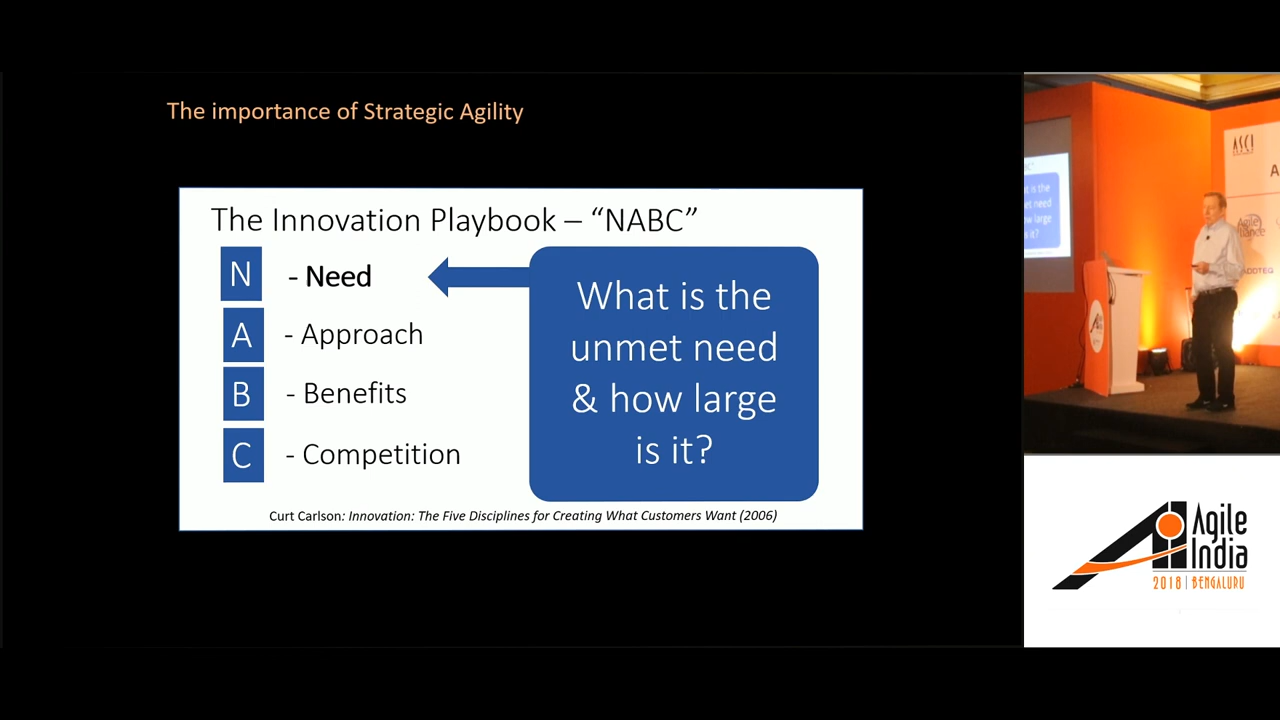 The importance of Strategic Agility
The Innovation Playbook – “NABC”
N - Need
A - Approach
B - Benefits
C - Competition
What is the
unmet need
& how large
is it?
Curt Carlson: Innovation: The Five Disciplines for Creating What Customers Want (2006)
ASCI
Agile
Agile
India
2018 | BENGALURU